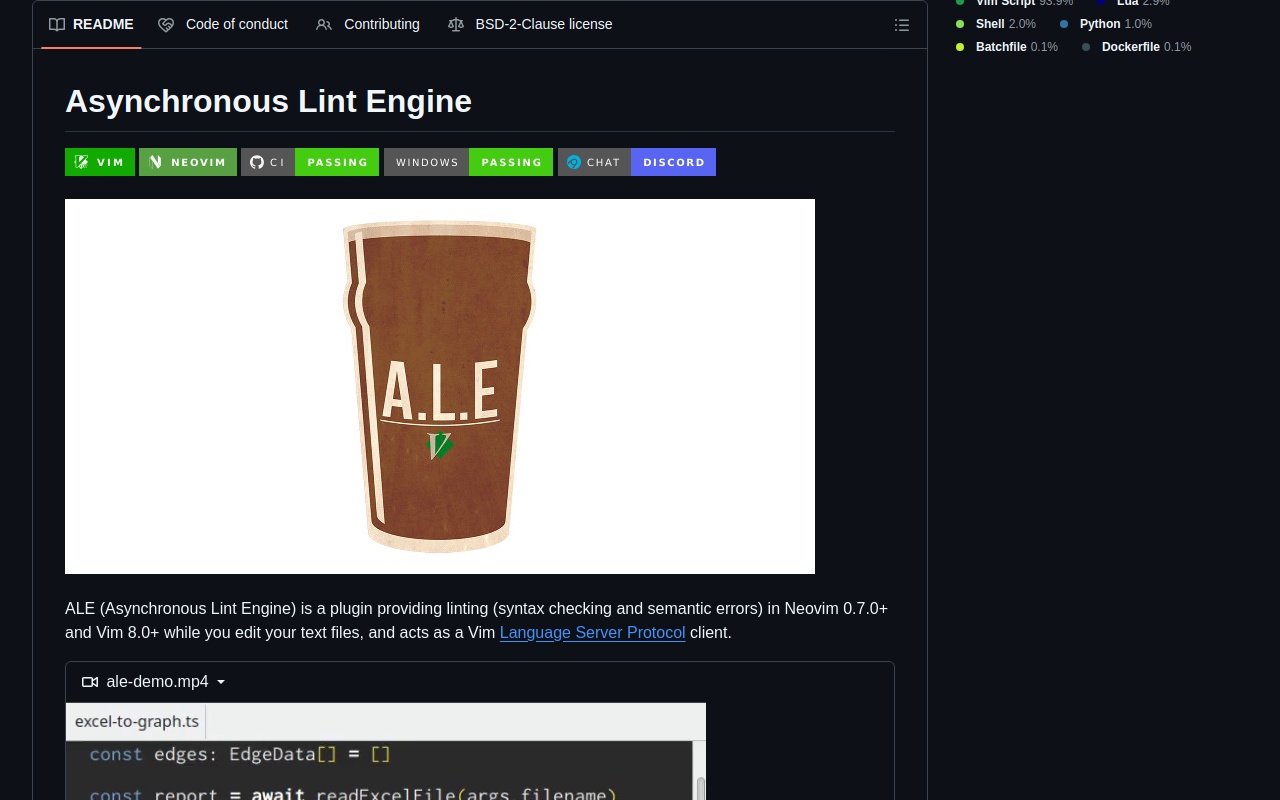 README Code of conduct Contributing BSD-2-Clause license
Vim Script 93.9% Lua 2.9%
Shell 2.0% Python 1.0%
Batchfile 0.1% Dockerfile 0.1%
Asynchronous Lint Engine
VIM NEOVIM CI PASSING WINDOWS PASSING CHAT DISCORD
A.L.E
V
ALE (Asynchronous Lint Engine) is a plugin providing linting (syntax checking and semantic errors) in Neovim 0.7.0+
and Vim 8.0+ while you edit your text files, and acts as a Vim Language Server Protocol client.
ale-demo.mp4
excel-to-graph.ts
const edges: EdgeData[] = []
const report = await readExcelFile(args.filename)